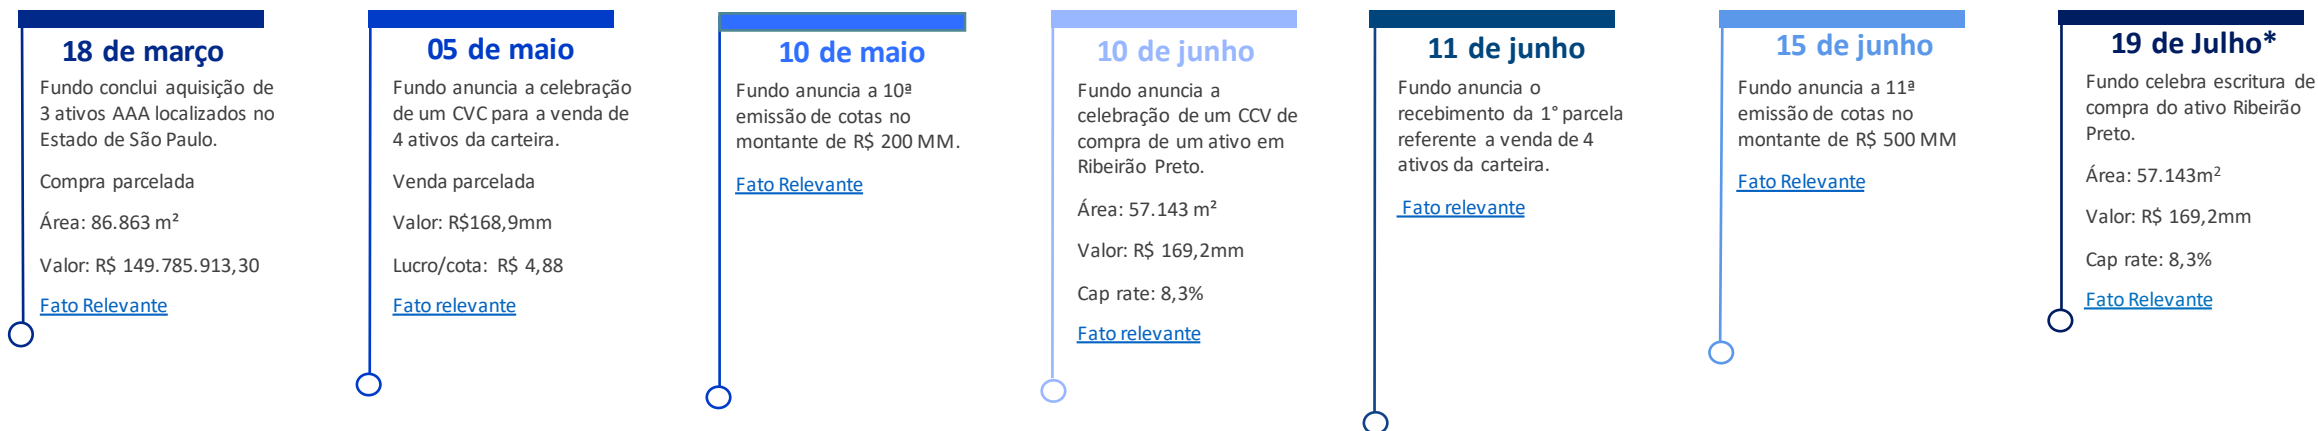 18 de março
Fundo conclui aquisição de
3 ativos AAA localizados no
Estado de São Paulo.
Compra parcelada
Área: 86.863 m²
Valor: R$ 149.785.913,30
Fato Relevante
05 de maio
Fundo anuncia a celebração
de um CVC para a venda de
4 ativos da carteira.
Venda parcelada
Valor: R$168,9mm
Lucro/cota: R$ 4,88
Fato relevante
10 de maio
Fundo anuncia a 10ª
emissão de cotas no
montante de R$ 200 MM.
Fato Relevante
10 de junho
Fundo anuncia a
celebração de um CCV de
compra de um ativo em
Ribeirão Preto.
Área: 57.143 m²
Valor: R$ 169,2mm
Cap rate: 8,3%
Fato relevante
11 de junho
Fundo anuncia o
recebimento da 1° parcela
referente a venda de 4
ativos da carteira.
Fato relevante
15 de junho
Fundo anuncia a 11ª
emissão de cotas no
montante de R$ 500 MM
Fato Relevante
19 de Julho*
Fundo celebra escritura de
compra do ativo Ribeirão
Preto.
Área: 57.143m²
Valor: R$ 169,2mm
Cap rate: 8,3%
Fato Relevante